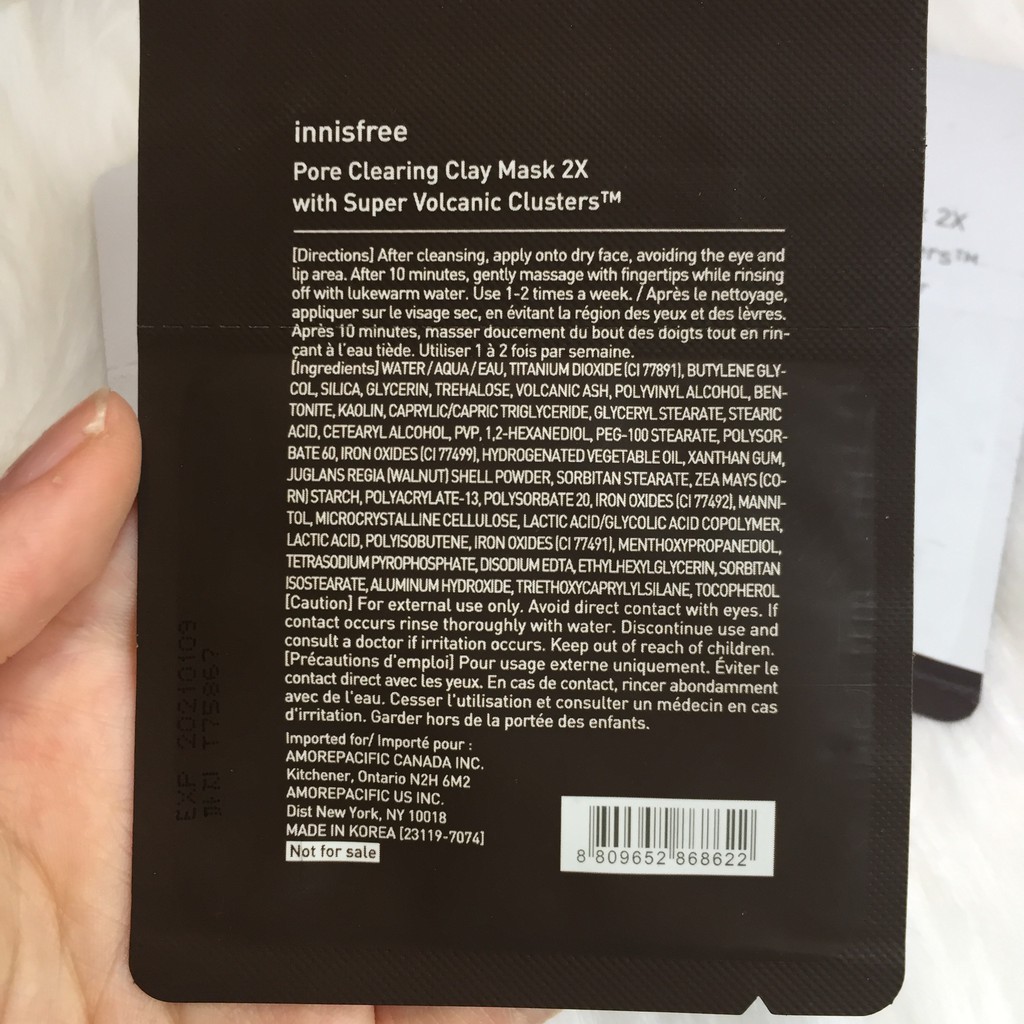 innisfree
Pore Clearing Clay Mask 2X
with Super Volcanic Clusters™
[Directions] After cleansing, apply onto dry face, avoiding the eye and
lip area. After 10 minutes, gently massage with fingertips while rinsing
off with lukewarm water. Use 1-2 times a week. / Après le nettoyage,
appliquer sur le visage sec, en évitant la région des yeux et des lèvres.
Après 10 minutes, masser doucement du bout des doigts tout en rin-
çant à l'eau tiède. Utiliser 1 à 2 fois par semaine.
[Ingredients] WATER / AQUA / EAU, TITANIUM DIOXIDE (CI 77891), BUTYLENE GLY-
COL, SILICA, GLYCERIN, TREHALOSE, VOLCANIC ASH, POLYVINYL ALCOHOL, BEN-
TONITE, KAOLIN, CAPRYLIC/CAPRIC TRIGLYCERIDE, GLYCERYL STEARATE, STEARIC
ACID, CETEARYL ALCOHOL, PVP, 1,2-HEXANEDIOL, PEG-100 STEARATE, POLYSOR-
BATE 60, IRON OXIDES (CI 77499), HYDROGENATED VEGETABLE OIL, XANTHAN GUM,
JUGLANS REGIA (WALNUT) SHELL POWDER, SORBITAN STEARATE, ZEA MAYS (CO-
RN) STARCH, POLYACRYLATE-13, POLYSORBATE 20, IRON OXIDES (CI 77492), MANNI-
TOL, MICROCRYSTALLINE CELLULOSE, LACTIC ACID/GLYCOLIC ACID COPOLYMER,
LACTIC ACID, POLYISOBUTENE, IRON OXIDES (CI 77491), MENTHOXYPROPANEDIOL,
TETRASODIUM PYROPHOSPHATE, DISODIUM EDTA, ETHYLHEXYLGLYCERIN, SORBITAN
ISOSTEARATE, ALUMINUM HYDROXIDE, TRIETHOXYCAPRYLYLSILANE, TOCOPHEROL
[Caution] For external use only. Avoid direct contact with eyes. If
contact occurs rinse thoroughly with water. Discontinue use and
consult a doctor if irritation occurs. Keep out of reach of children.
[Précautions d'emploi] Pour usage externe uniquement. Éviter le
contact direct avec les yeux. En cas de contact, rincer abondamment
avec de l'eau. Cesser l'utilisation et consulter un médecin en cas
d'irritation. Garder hors de la portée des enfants.
Imported for/ Importé pour :
AMOREPACIFIC CANADA INC.
Kitchener, Ontario N2H 6M2
AMOREPACIFIC US INC.
Dist New York, NY 10018
MADE IN KOREA [23119-7074]
Not for sale
8 809652 868622
EXP 20210109
까지 T75867
2X
rs™